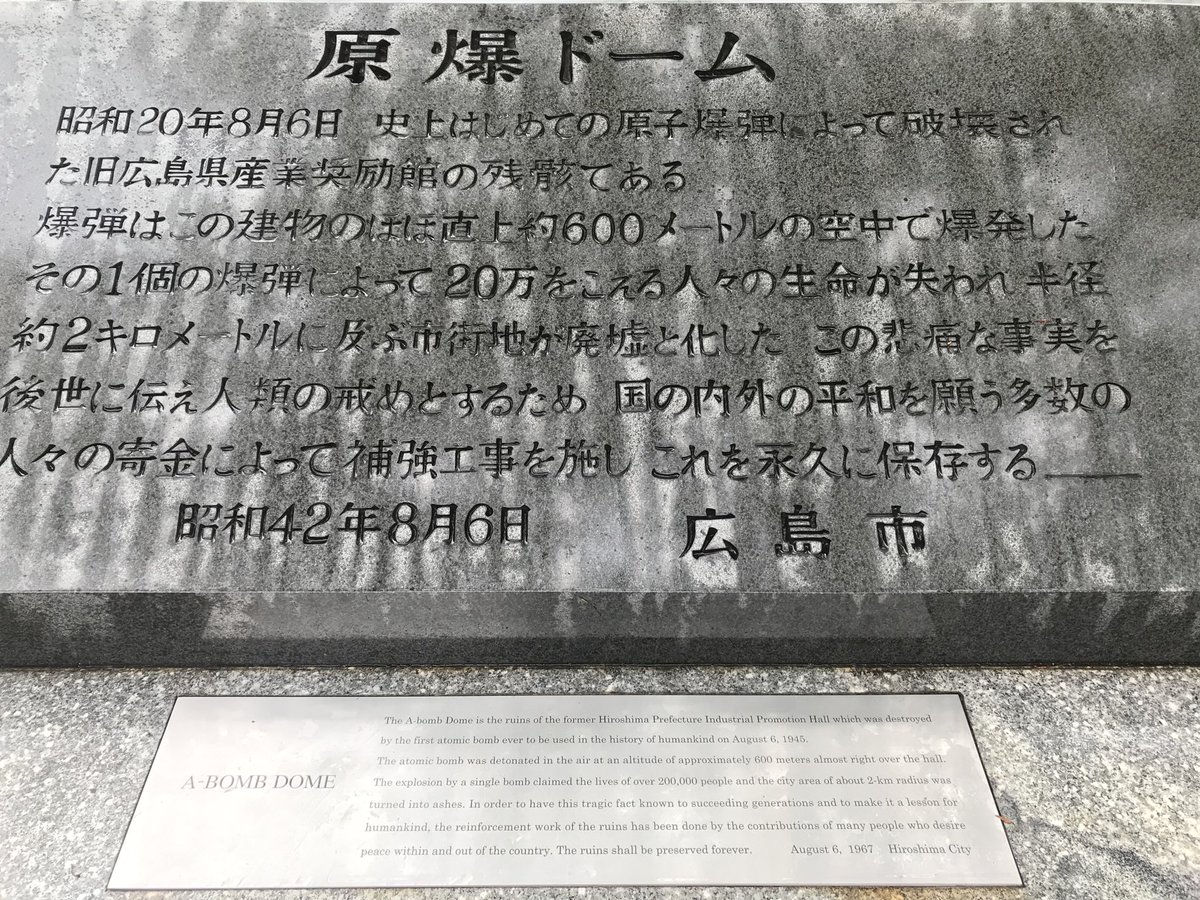 原爆ドーム
昭和20年8月6日 史上はじめての原子爆弾によって破壊され
た旧広島県産業奨励館の残骸である
爆弾はこの建物のほぼ直上約600メートルの空中で爆発した
その1個の爆弾によって20万をこえる人々の生命が失われ 半径
約2キロメートルに及ぶ市街地が廃墟と化した この悲痛な事実を
後世に伝え人類の戒めとするため 国の内外の平和を願う多数の
人々の寄金によって補強工事を施し これを永久に保存する
昭和42年8月6日 広島市
A-BOMB DOME
The A-bomb Dome is the ruins of the former Hiroshima Prefecture Industrial Promotion Hall which was destroyed
by the first atomic bomb ever to be used in the history of humankind on August 6, 1945.
The atomic bomb was detonated in the air at an altitude of approximately 600 meters almost right over the hall.
The explosion by a single bomb claimed the lives of over 200,000 people and the city area of about 2-km radius was
turned into ashes. In order to have this tragic fact known to succeeding generations and to make it a lesson for
humankind, the reinforcement work of the ruins has been done by the contributions of many people who desire
peace within and out of the country. The ruins shall be preserved forever. August 6, 1967 Hiroshima City